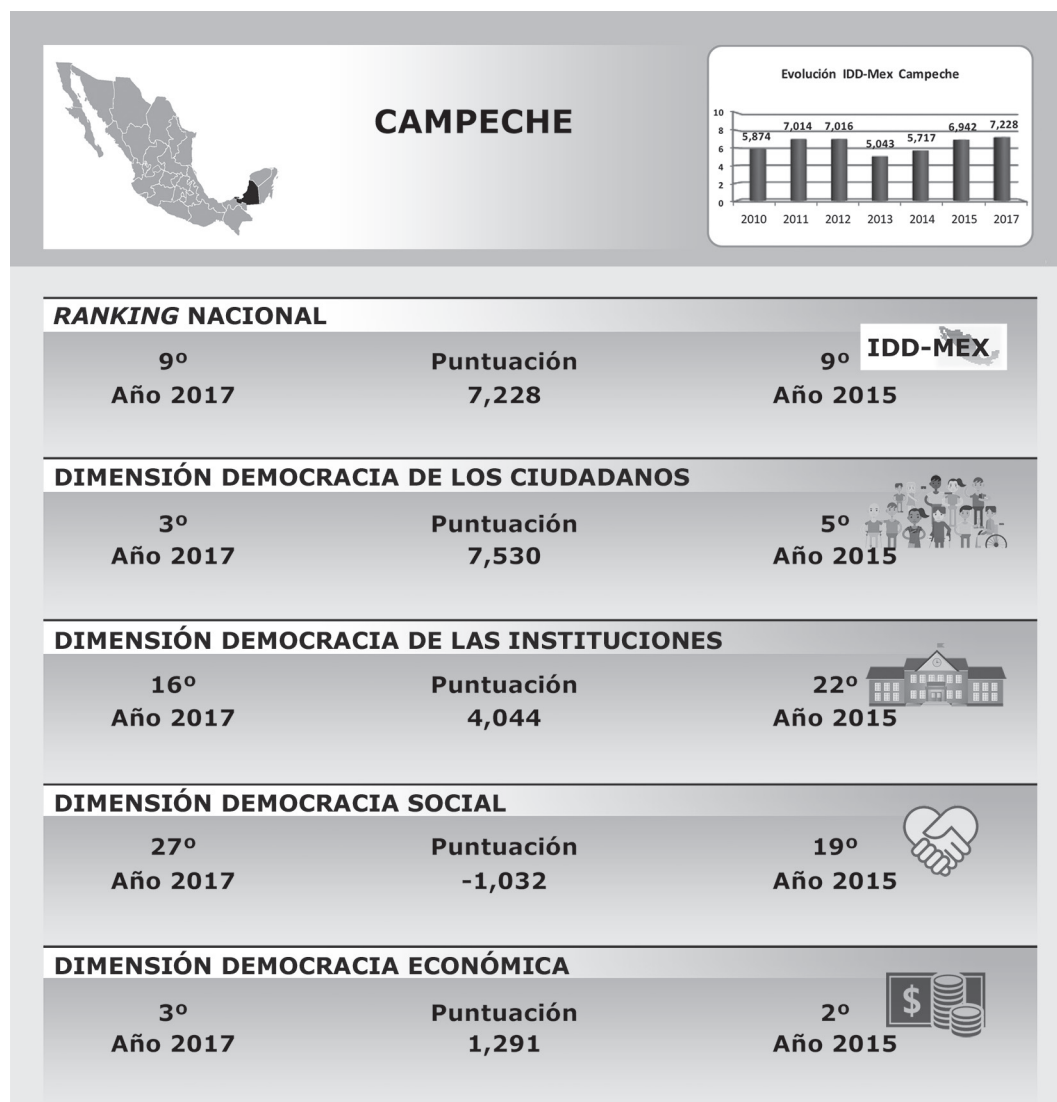 CAMPECHE
Evolución IDD-Mex Campeche
10
8
6
4
2
0
5,874
7,014
7,016
5,043
5,717
6,942
7,228
2010 2011 2012 2013 2014 2015 2017
RANKING NACIONAL
IDD-MEX
9º Puntuación 9º
Año 2017 7,228 Año 2015
DIMENSIÓN DEMOCRACIA DE LOS CIUDADANOS
3º Puntuación 5º
Año 2017 7,530 Año 2015
DIMENSIÓN DEMOCRACIA DE LAS INSTITUCIONES
16º Puntuación 22º
Año 2017 4,044 Año 2015
DIMENSIÓN DEMOCRACIA SOCIAL
27º Puntuación 19º
Año 2017 -1,032 Año 2015
DIMENSIÓN DEMOCRACIA ECONÓMICA
$
3º Puntuación 2º
Año 2017 1,291 Año 2015